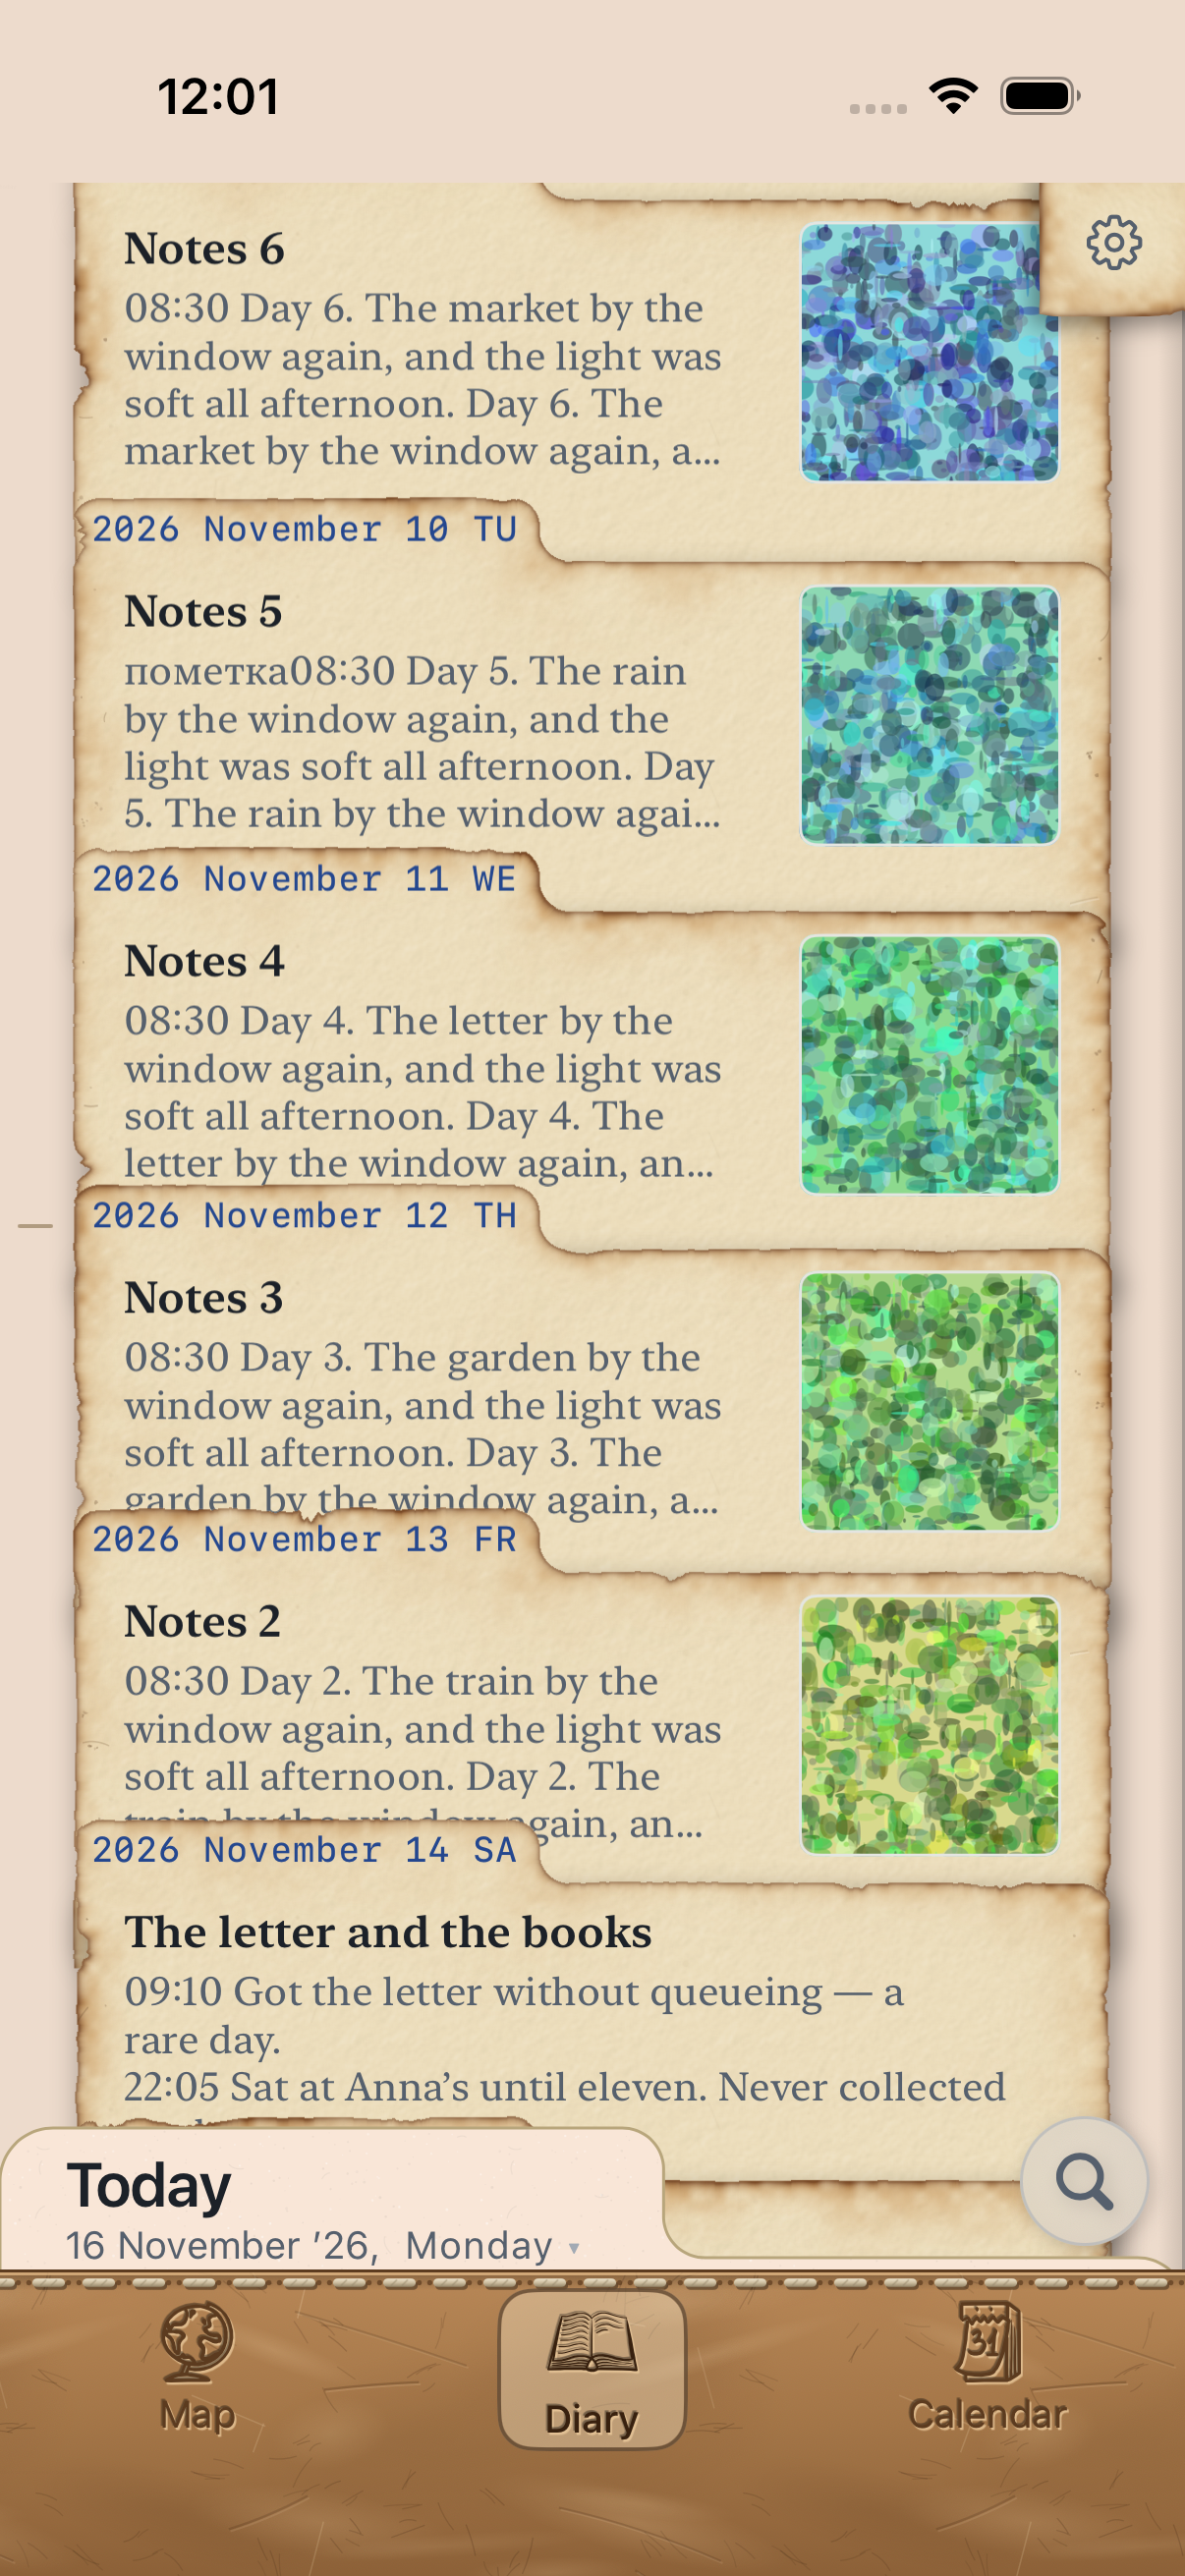 12:01
Notes 6
08:30 Day 6. The market by the
window again, and the light was
soft all afternoon. Day 6. The
market by the window again, a...
2026 November 10 TU
Notes 5
пометка08:30 Day 5. The rain
by the window again, and the
light was soft all afternoon. Day
5. The rain by the window agai...
2026 November 11 WE
Notes 4
08:30 Day 4. The letter by the
window again, and the light was
soft all afternoon. Day 4. The
letter by the window again, an...
2026 November 12 TH
Notes 3
08:30 Day 3. The garden by the
window again, and the light was
soft all afternoon. Day 3. The
garden by the window again, a...
2026 November 13 FR
Notes 2
08:30 Day 2. The train by the
window again, and the light was
soft all afternoon. Day 2. The
train by the window again, an...
2026 November 14 SA
The letter and the books
09:10 Got the letter without queueing — a
rare day.
22:05 Sat at Anna’s until eleven. Never collected
Today
16 November ’26, Monday
Map
Diary
31
Calendar